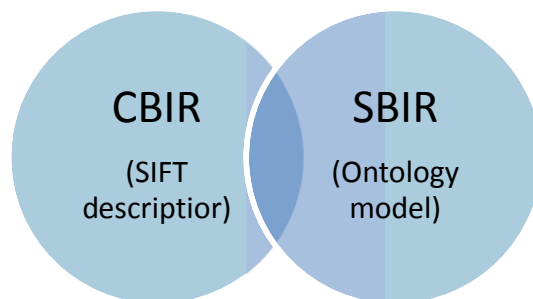 CBIR
(SIFT
descriptior)
SBIR
(Ontology
model)